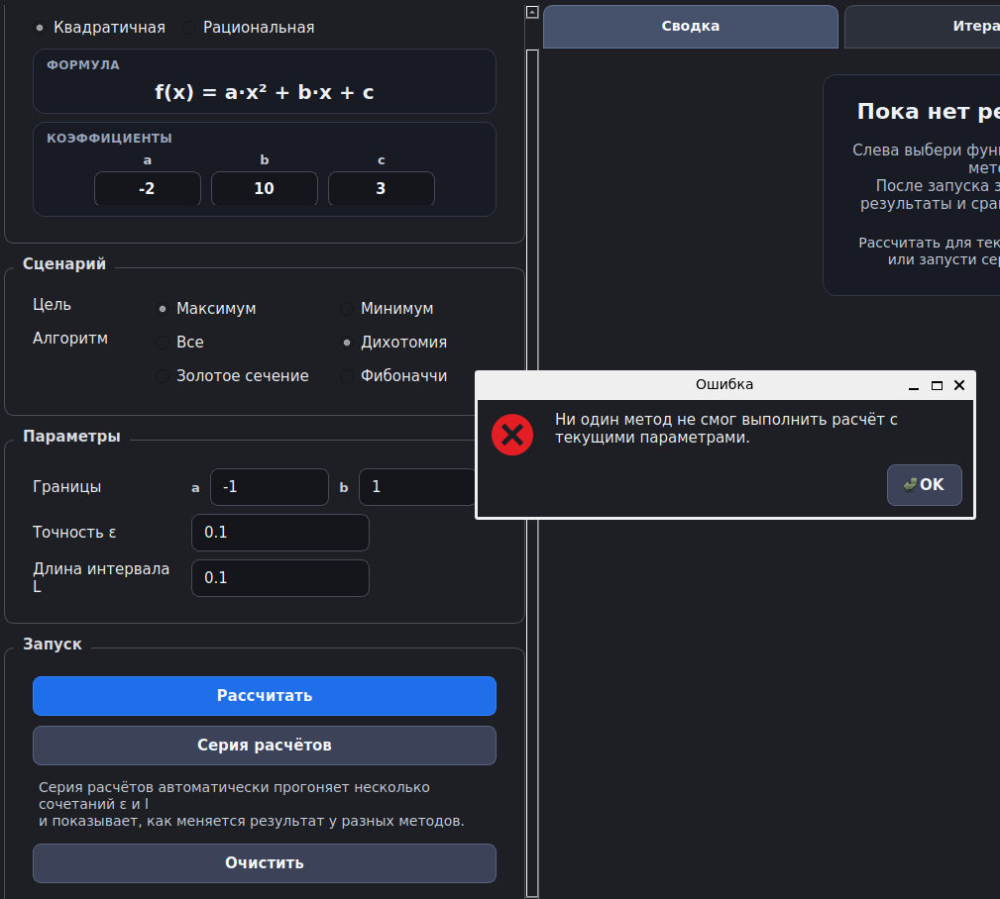 Квадратичная Рациональная
ФОРМУЛА
f(x) = a·x² + b·x + c
КОЭФФИЦИЕНТЫ
a b c
-2 10 3
Сценарий
Цель Максимум Минимум
Алгоритм Все Дихотомия
Золотое сечение Фибоначчи
Параметры
Границы a -1 b 1
Точность ε 0.1
Длина интервала
L 0.1
Запуск
Рассчитать
Серия расчётов
Серия расчётов автоматически прогоняет несколько
сочетаний ε и l
и показывает, как меняется результат у разных методов.
Очистить
Сводка Итера
Пока нет ре
Слева выбери фун
мето
После запуска з
результаты и сра
Рассчитать для тек
или запусти сер
Ошибка
Ни один метод не смог выполнить расчёт с
текущими параметрами.
OK